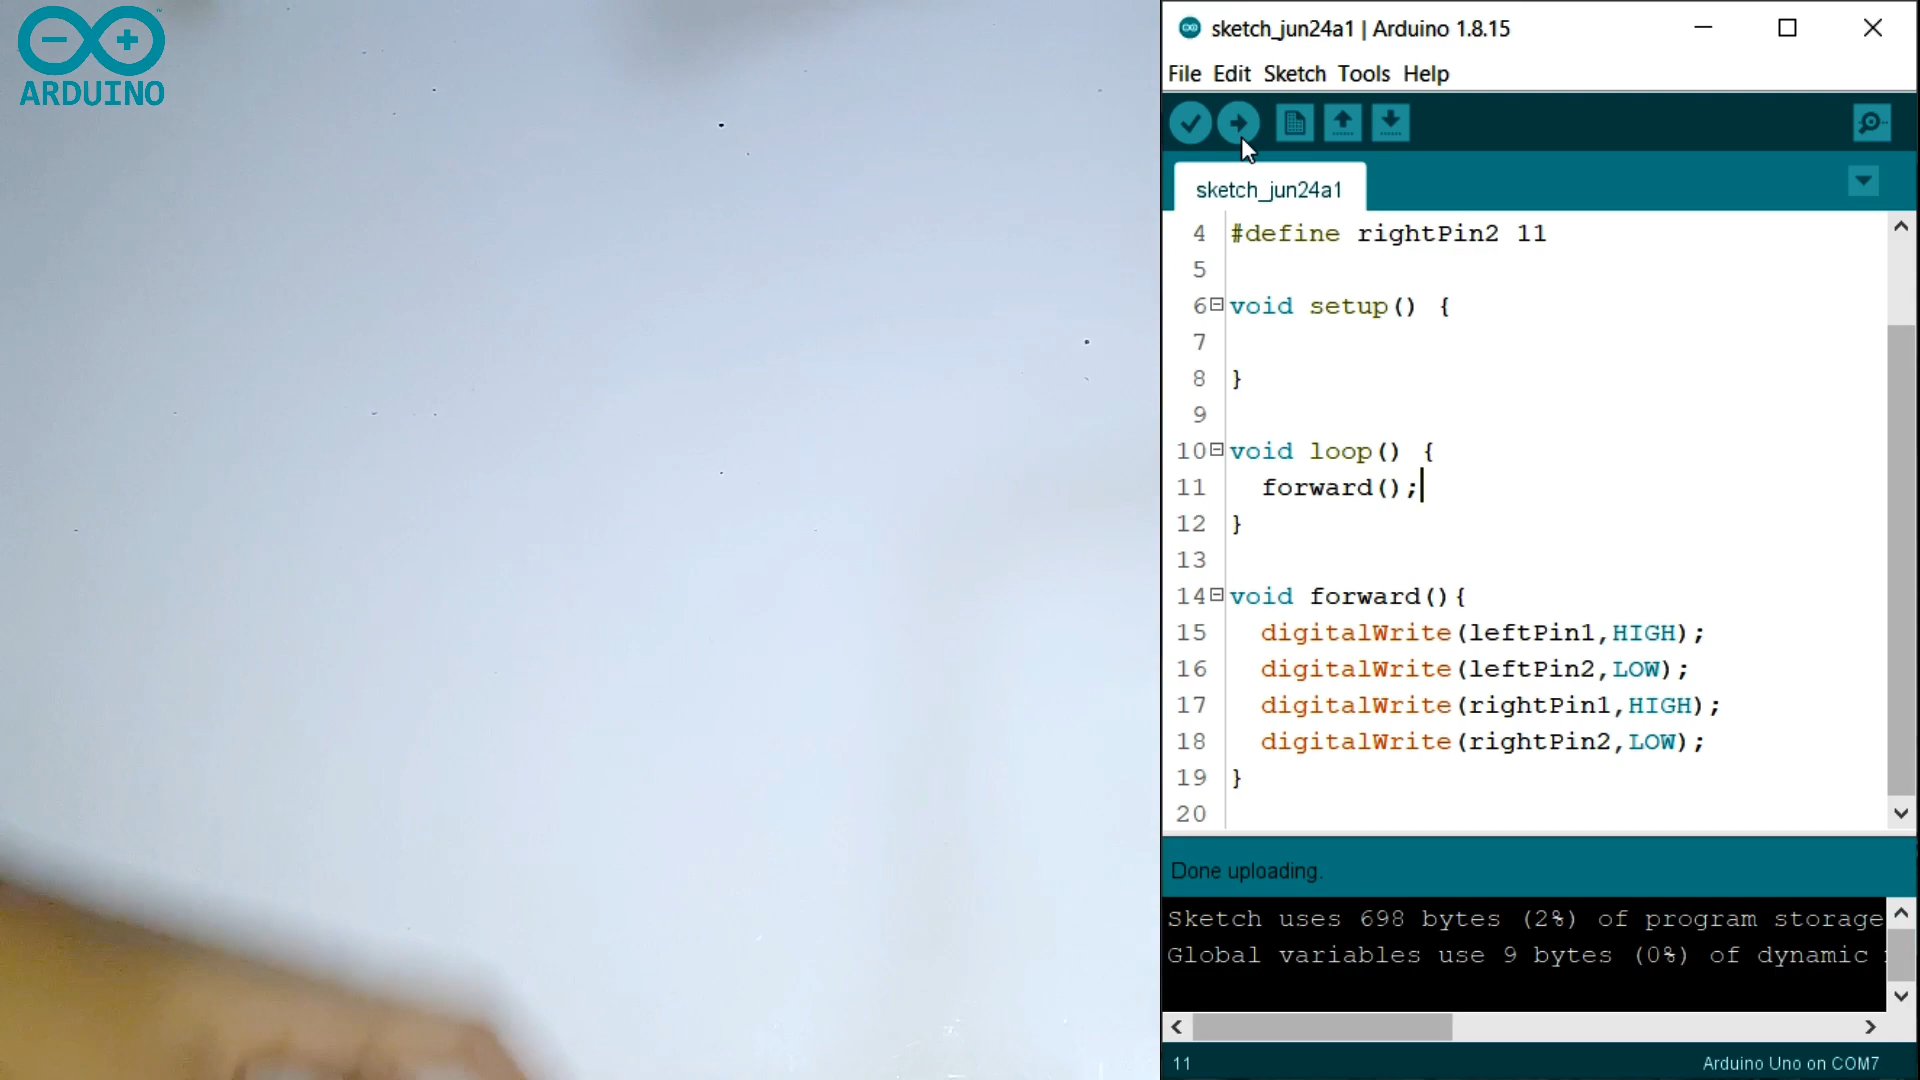 ARDUINO
sketch_jun24a1 | Arduino 1.8.15
File Edit Sketch Tools Help
sketch_jun24a1
4 #define rightPin2 11
5
6 void setup() {
7
8 }
9
10 void loop() {
11 forward();
12 }
13
14 void forward(){
15 digitalWrite(leftPin1,HIGH);
16 digitalWrite(leftPin2,LOW);
17 digitalWrite(rightPin1,HIGH);
18 digitalWrite(rightPin2,LOW);
19 }
20
Done uploading.
Sketch uses 698 bytes (2%) of program storage
Global variables use 9 bytes (0%) of dynamic
11
Arduino Uno on COM7